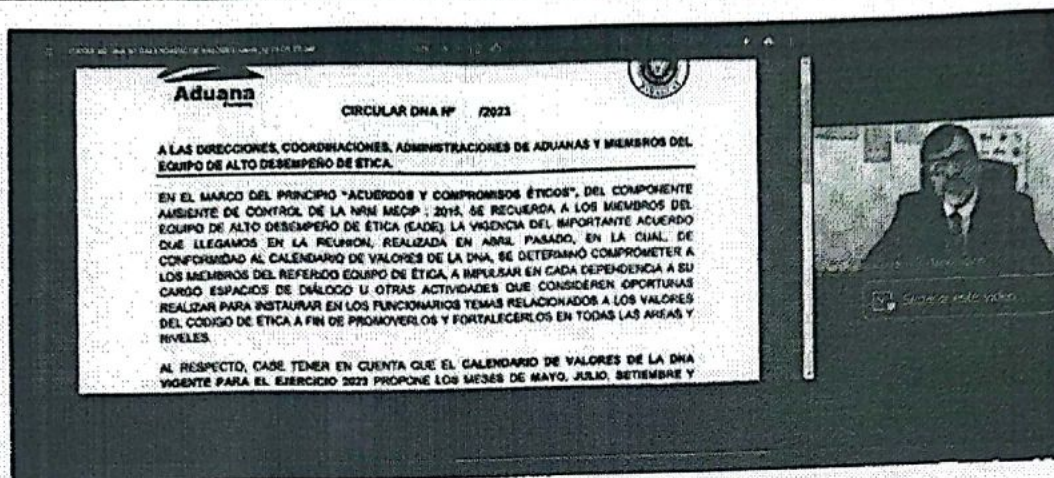 Aduana
CIRCULAR DNA Nº /2023
A LAS DIRECCIONES, COORDINACIONES, ADMINISTRACIONES DE ADUANAS Y MIEMBROS DEL
EQUIPO DE ALTO DESEMPEÑO DE ÉTICA.
EN EL MARCO DEL PRINCIPIO "ACUERDOS Y COMPROMISOS ÉTICOS", DEL COMPONENTE
AMBIENTE DE CONTROL DE LA NRM MECIP : 2015, SE RECUERDA A LOS MIEMBROS DEL
EQUIPO DE ALTO DESEMPEÑO DE ÉTICA (EADE), LA VIGENCIA DEL IMPORTANTE ACUERDO
QUE LLEGAMOS EN LA REUNIÓN, REALIZADA EN ABRIL PASADO, EN LA CUAL, DE
CONFORMIDAD AL CALENDARIO DE VALORES DE LA DNA, SE DETERMINÓ COMPROMETER A
LOS MIEMBROS DEL REFERIDO EQUIPO DE ÉTICA, A IMPULSAR EN CADA DEPENDENCIA A SU
CARGO ESPACIOS DE DIÁLOGO U OTRAS ACTIVIDADES QUE CONSIDEREN OPORTUNAS
REALIZAR PARA INSTAURAR EN LOS FUNCIONARIOS TEMAS RELACIONADOS A LOS VALORES
DEL CODIGO DE ÉTICA A FIN DE PROMOVERLOS Y FORTALECERLOS EN TODAS LAS AREAS Y
NIVELES.
AL RESPECTO, CABE TENER EN CUENTA QUE EL CALENDARIO DE VALORES DE LA DNA
VIGENTE PARA EL EJERCICIO 2023 PROPONE LOS MESES DE MAYO, JULIO, SETIEMBRE Y